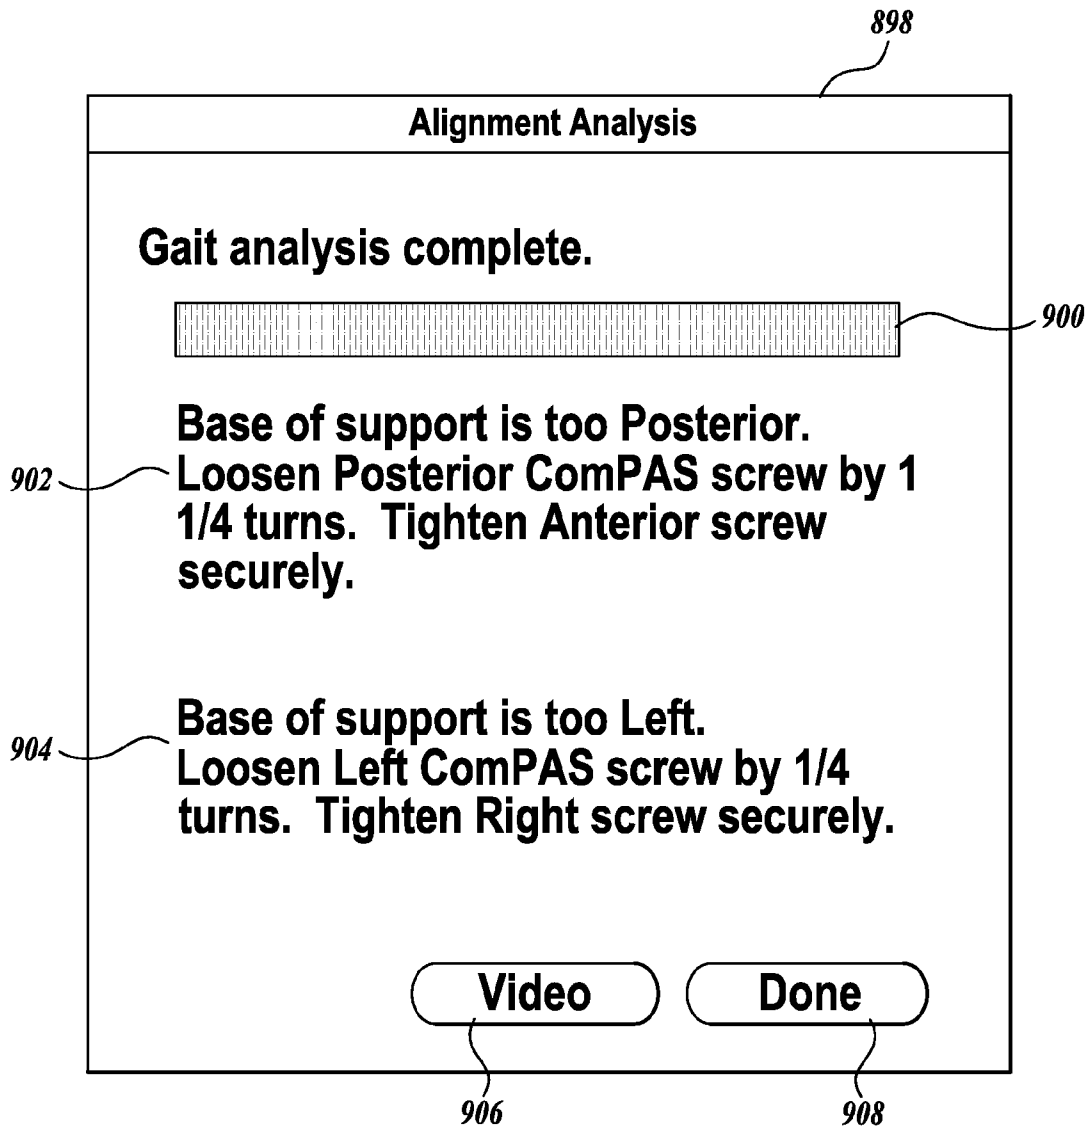 898
Alignment Analysis
Gait analysis complete.
900
Base of support is too Posterior.
902
Loosen Posterior ComPAS screw by 1
1/4 turns.  Tighten Anterior screw
securely.
Base of support is too Left.
904
Loosen Left ComPAS screw by 1/4
turns.  Tighten Right screw securely.
Video
Done
906
908